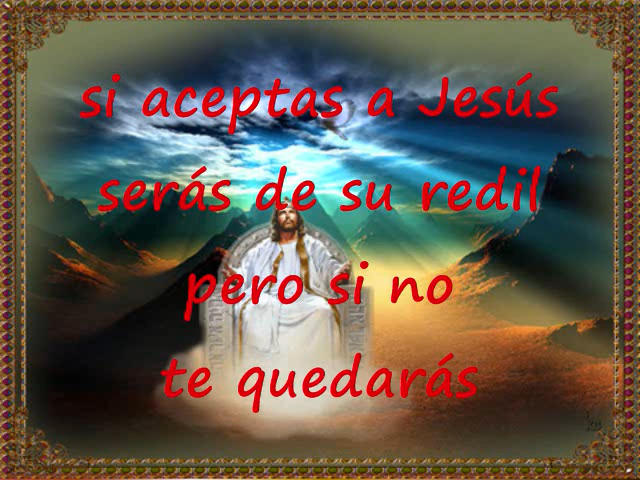 si aceptas a Jesús
serás de su redil
pero si no
te quedarás